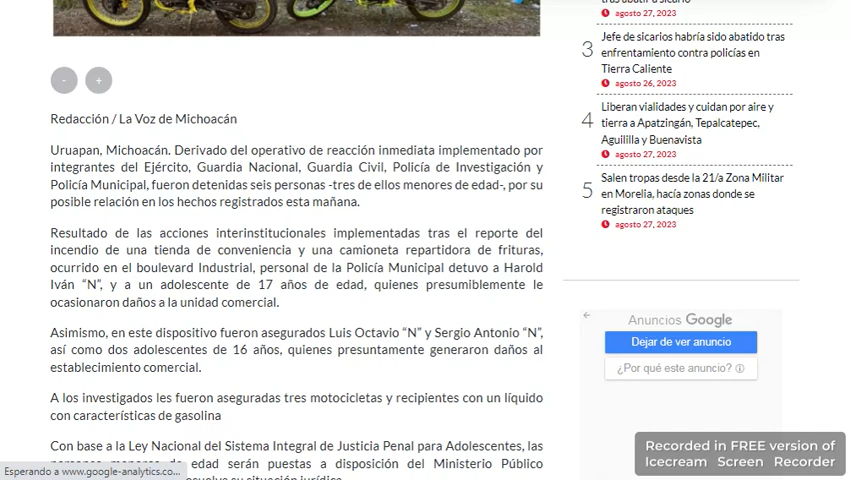 tras abatir a sicario
agosto 27, 2023
3
Jefe de sicarios habría sido abatido tras
enfrentamiento contra policías en
Tierra Caliente
agosto 26, 2023
4
Liberan vialidades y cuidan por aire y
tierra a Apatzingán, Tepalcatepec,
Aguililla y Buenavista
agosto 27, 2023
5
Salen tropas desde la 21/a Zona Militar
en Morelia, hacía zonas donde se
registraron ataques
agosto 27, 2023
- +
Redacción / La Voz de Michoacán
Uruapan, Michoacán. Derivado del operativo de reacción inmediata implementado por
integrantes del Ejército, Guardia Nacional, Guardia Civil, Policía de Investigación y
Policía Municipal, fueron detenidas seis personas -tres de ellos menores de edad-, por su
posible relación en los hechos registrados esta mañana.
Resultado de las acciones interinstitucionales implementadas tras el reporte del
incendio de una tienda de conveniencia y una camioneta repartidora de frituras,
ocurrido en el boulevard Industrial, personal de la Policía Municipal detuvo a Harold
Iván “N”, y a un adolescente de 17 años de edad, quienes presumiblemente le
ocasionaron daños a la unidad comercial.
Asimismo, en este dispositivo fueron asegurados Luis Octavio “N” y Sergio Antonio “N”,
así como dos adolescentes de 16 años, quienes presuntamente generaron daños al
establecimiento comercial.
A los investigados les fueron aseguradas tres motocicletas y recipientes con un líquido
con características de gasolina
Con base a la Ley Nacional del Sistema Integral de Justicia Penal para Adolescentes, las
personas menores de edad serán puestas a disposición del Ministerio Público
resuelve su situación jurídica.
Anuncios Google
Dejar de ver anuncio
¿Por qué este anuncio?
Recorded in FREE version of
Icecream Screen Recorder
Esperando a www.google-analytics.co...